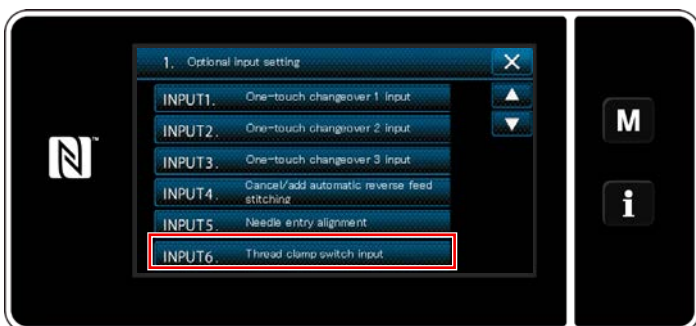 1. Optional input setting
INPUT1. One-touch changeover 1 input
INPUT2. One-touch changeover 2 input
INPUT3. One-touch changeover 3 input
INPUT4. Cancel/add automatic reverse feed
stitching
INPUT5. Needle entry alignment
INPUT6. Thread clamp switch input
M
i